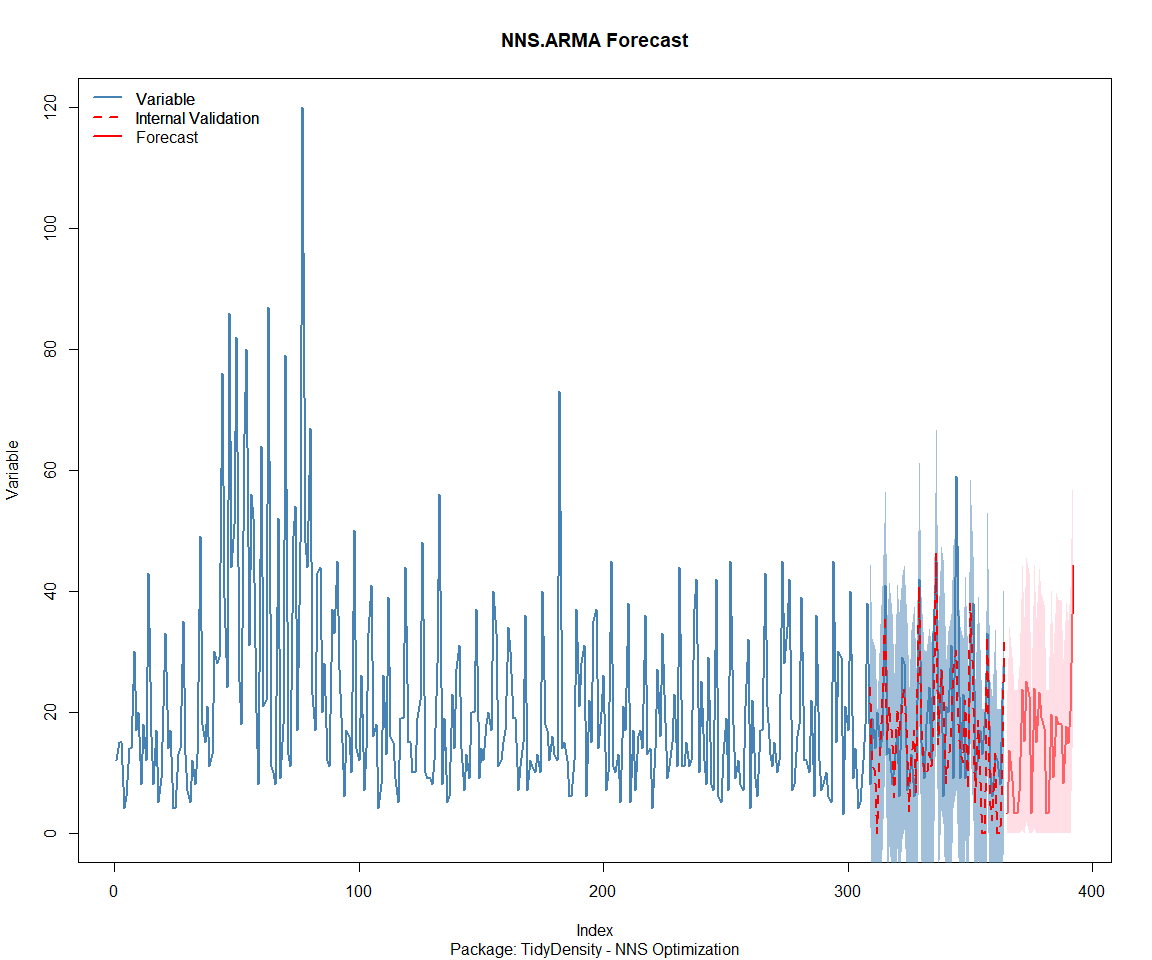 NNS.ARMA Forecast
Variable
Internal Validation
Forecast
120
100
80
60
40
20
0
Variable
0
100
200
300
400
Index
Package: TidyDensity - NNS Optimization